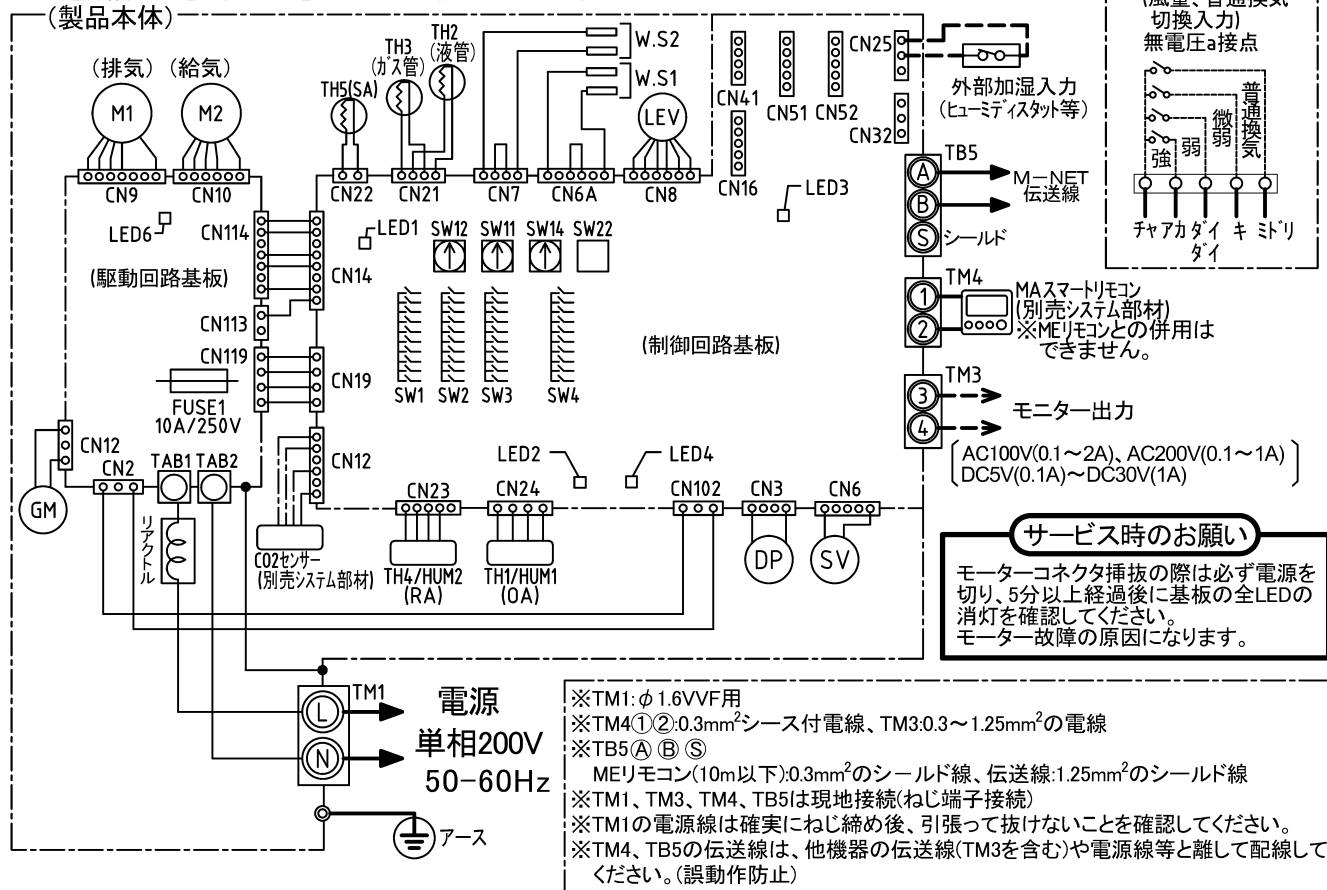 (製品本体)
(排気)
(給気)
M1
M2
CN9
CN10
LED6
CN114
(駆動回路基板)
CN113
CN119
FUSE1
10A/250V
CN12
CN2
TAB1
TAB2
GM
リアクトル
TH5(SA)
TH3
(ガス管)
TH2
(液管)
W.S2
W.S1
LEV
CN22
CN21
CN7
CN6A
CN8
CN41
CN51
CN52
CN16
CN25
CN32
外部加湿入力
(ヒューミディスタット等)
LED1
LED3
SW12
SW11
SW14
SW22
CN14
(制御回路基板)
CN19
SW1
SW2
SW3
SW4
CN12
LED2
LED4
CN23
CN24
CN102
CN3
CN6
CO2センサー
(別売システム部材)
TH4/HUM2
(RA)
TH1/HUM1
(OA)
DP
SV
切換入力)
無電圧a接点
強
弱
微弱
普通換気
チャ
アカ
ダイ
ダイ
キ
ミドリ
TB5
A
B
S
M-NET
伝送線
シールド
TM4
1
2
MAスマートリモコン
(別売システム部材)
※MEリモコンとの併用は
できません。
TM3
3
4
モニター出力
AC100V(0.1～2A)、AC200V(0.1～1A)
DC5V(0.1A)～DC30V(1A)
サービス時のお願い
モーターコネクタ挿抜の際は必ず電源を
切り、5分以上経過後に基板の全LEDの
消灯を確認してください。
モーター故障の原因になります。
TM1
L
N
電源
単相200V
50-60Hz
アース
※TM1:φ1.6VVF用
※TM4①②:0.3mm²シース付電線、TM3:0.3～1.25mm²の電線
※TB5Ⓐ Ⓑ Ⓢ
MEリモコン(10m以下):0.3mm²のシールド線、伝送線:1.25mm²のシールド線
※TM1、TM3、TM4、TB5は現地接続(ねじ端子接続)
※TM1の電源線は確実にねじ締め後、引張って抜けないことを確認してください。
※TM4、TB5の伝送線は、他機器の伝送線(TM3を含む)や電源線等と離して配線して
ください。(誤動作防止)